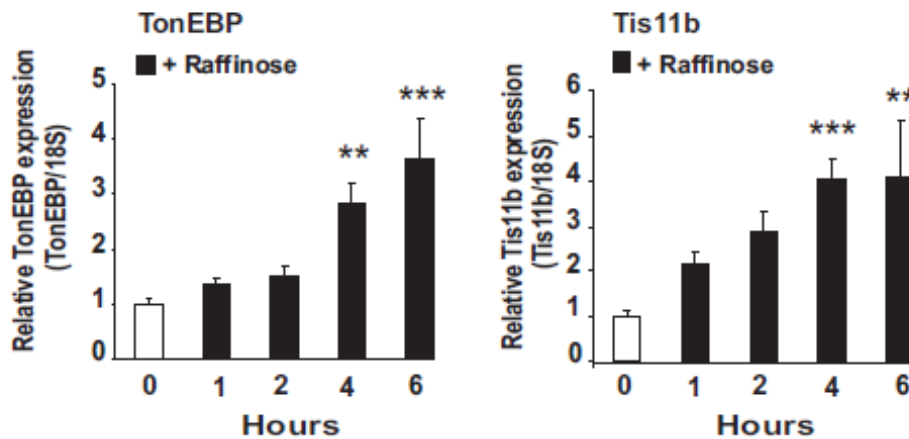 TonEBP
+ Raffinose
Relative TonEBP expression
(TonEBP/18S)
5
4
3
2
1
0
**
***
0 1 2 4 6
Hours
Tis11b
+ Raffinose
Relative Tis11b expression
(Tis11b/18S)
6
5
4
3
2
1
0
***
**
0 1 2 4 6
Hours